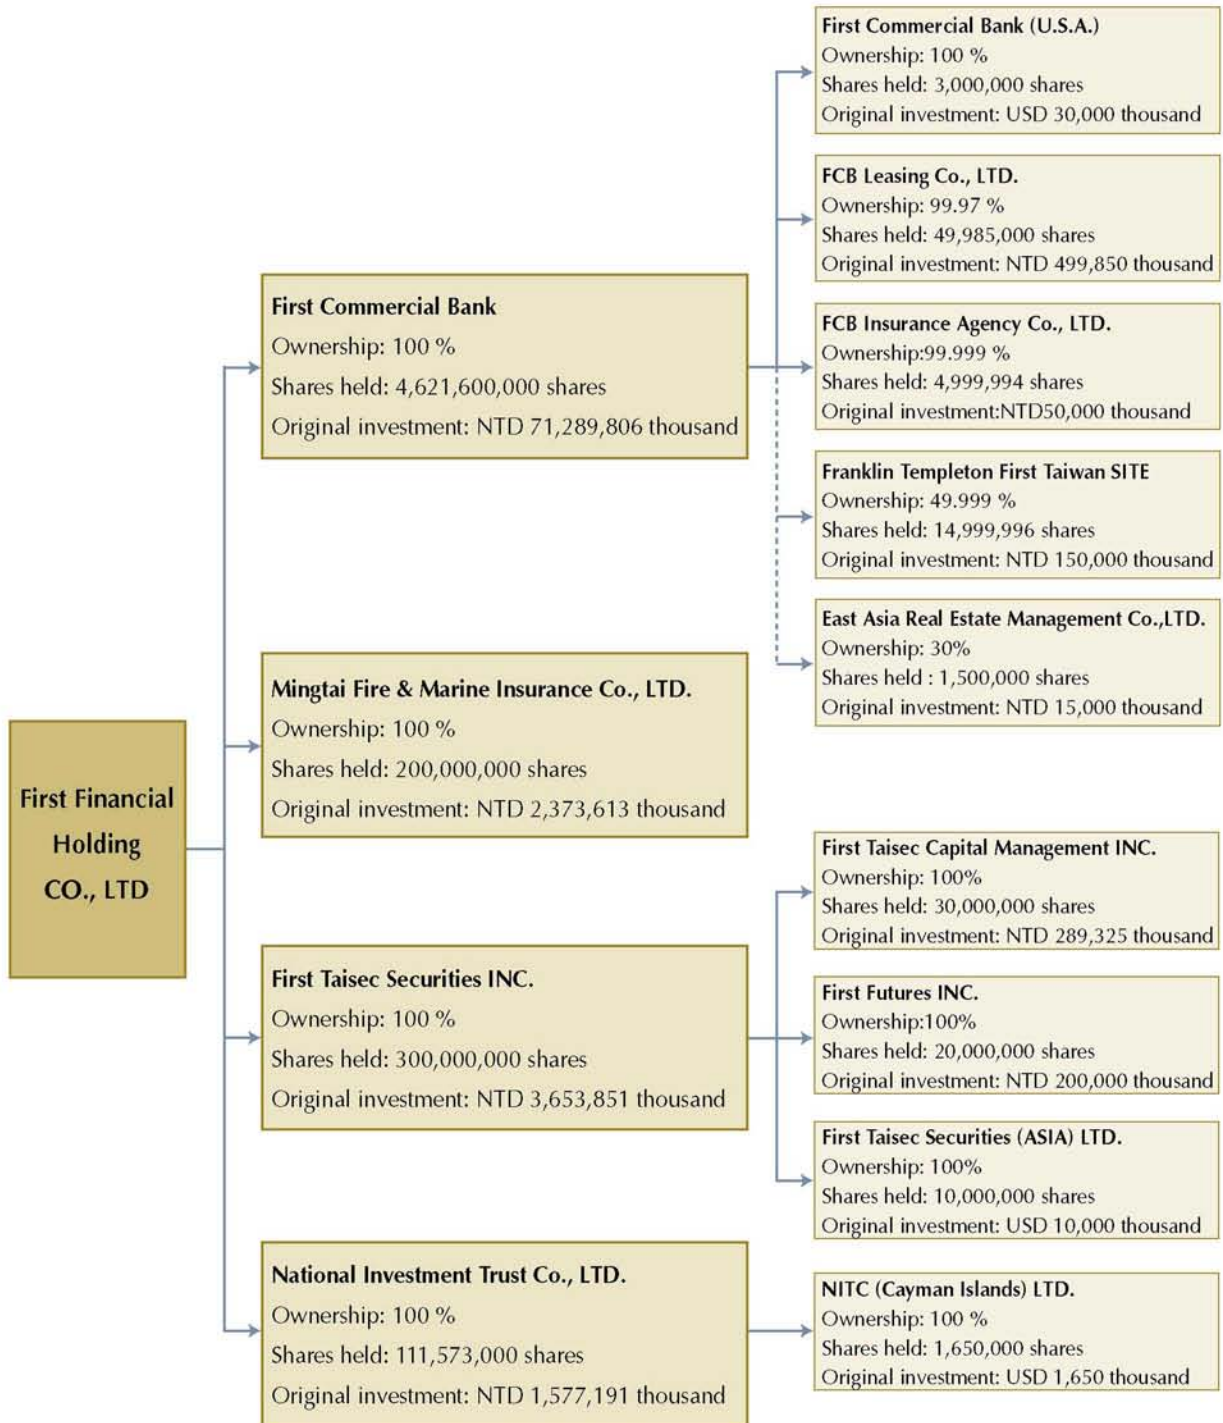 First Financial
Holding
CO., LTD
First Commercial Bank
Ownership: 100 %
Shares held: 4,621,600,000 shares
Original investment: NTD 71,289,806 thousand
Mingtai Fire & Marine Insurance Co., LTD.
Ownership: 100 %
Shares held: 200,000,000 shares
Original investment: NTD 2,373,613 thousand
First Taisec Securities INC.
Ownership: 100 %
Shares held: 300,000,000 shares
Original investment: NTD 3,653,851 thousand
National Investment Trust Co., LTD.
Ownership: 100 %
Shares held: 111,573,000 shares
Original investment: NTD 1,577,191 thousand
First Commercial Bank (U.S.A.)
Ownership: 100 %
Shares held: 3,000,000 shares
Original investment: USD 30,000 thousand
FCB Leasing Co., LTD.
Ownership: 99.97 %
Shares held: 49,985,000 shares
Original investment: NTD 499,850 thousand
FCB Insurance Agency Co., LTD.
Ownership:99.999 %
Shares held: 4,999,994 shares
Original investment:NTD50,000 thousand
Franklin Templeton First Taiwan SITE
Ownership: 49.999 %
Shares held: 14,999,996 shares
Original investment: NTD 150,000 thousand
East Asia Real Estate Management Co.,LTD.
Ownership: 30%
Shares held : 1,500,000 shares
Original investment: NTD 15,000 thousand
First Taisec Capital Management INC.
Ownership: 100%
Shares held: 30,000,000 shares
Original investment: NTD 289,325 thousand
First Futures INC.
Ownership:100%
Shares held: 20,000,000 shares
Original investment: NTD 200,000 thousand
First Taisec Securities (ASIA) LTD.
Ownership: 100%
Shares held: 10,000,000 shares
Original investment: USD 10,000 thousand
NITC (Cayman Islands) LTD.
Ownership: 100 %
Shares held: 1,650,000 shares
Original investment: USD 1,650 thousand